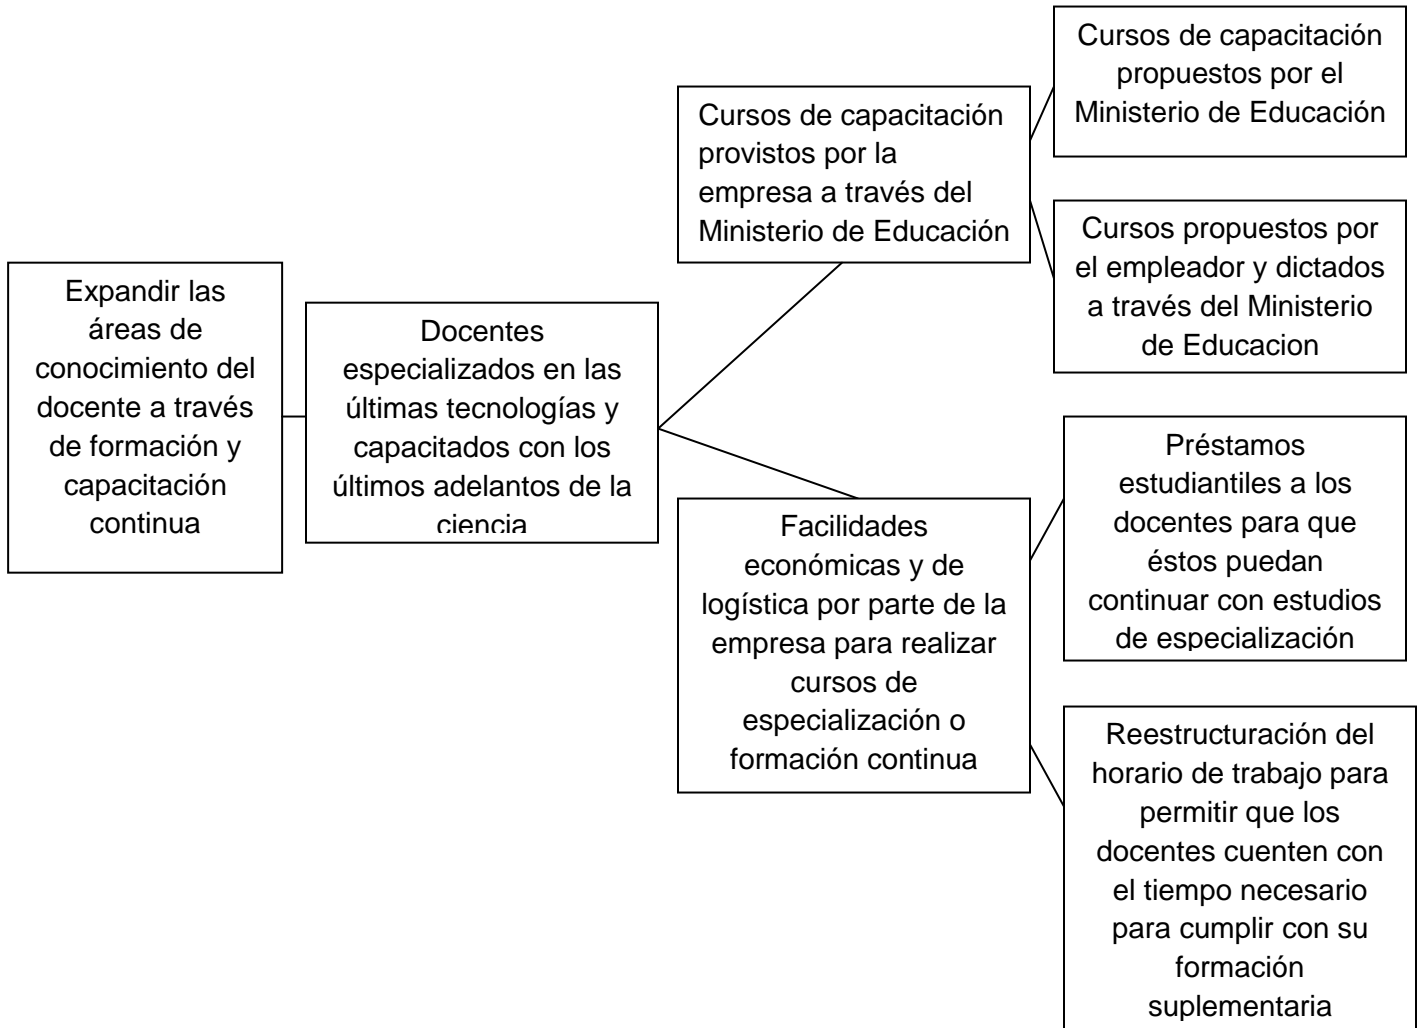 Expandir las
áreas de
conocimiento del
docente a través
de formación y
capacitación
continua
Docentes
especializados en las
últimas tecnologías y
capacitados con los
últimos adelantos de la
ciencia
Cursos de capacitación
provistos por la
empresa a través del
Ministerio de Educación
Cursos de capacitación
propuestos por el
Ministerio de Educación
Cursos propuestos por
el empleador y dictados
a través del Ministerio
de Educacion
Facilidades
económicas y de
logística por parte de la
empresa para realizar
cursos de
especialización o
formación continua
Préstamos
estudiantiles a los
docentes para que
éstos puedan
continuar con estudios
de especialización
Reestructuración del
horario de trabajo para
permitir que los
docentes cuenten con
el tiempo necesario
para cumplir con su
formación
suplementaria